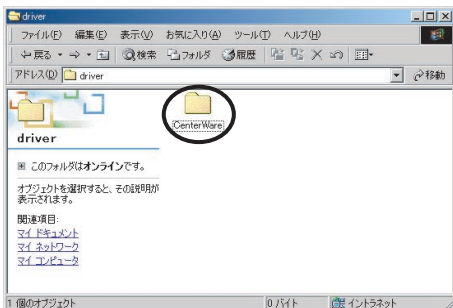 driver
ファイル(F) 編集(E) 表示(V) お気に入り(A) ツール(T) ヘルプ(H)
戻る 検索 フォルダ 履歴
アドレス(D) driver 移動
CenterWare
driver
このフォルダはオンラインです。
オブジェクトを選択すると、その説明が
表示されます。
関連項目:
マイ ドキュメント
マイ ネットワーク
マイ コンピュータ
1 個のオブジェクト 0 バイト イントラネット